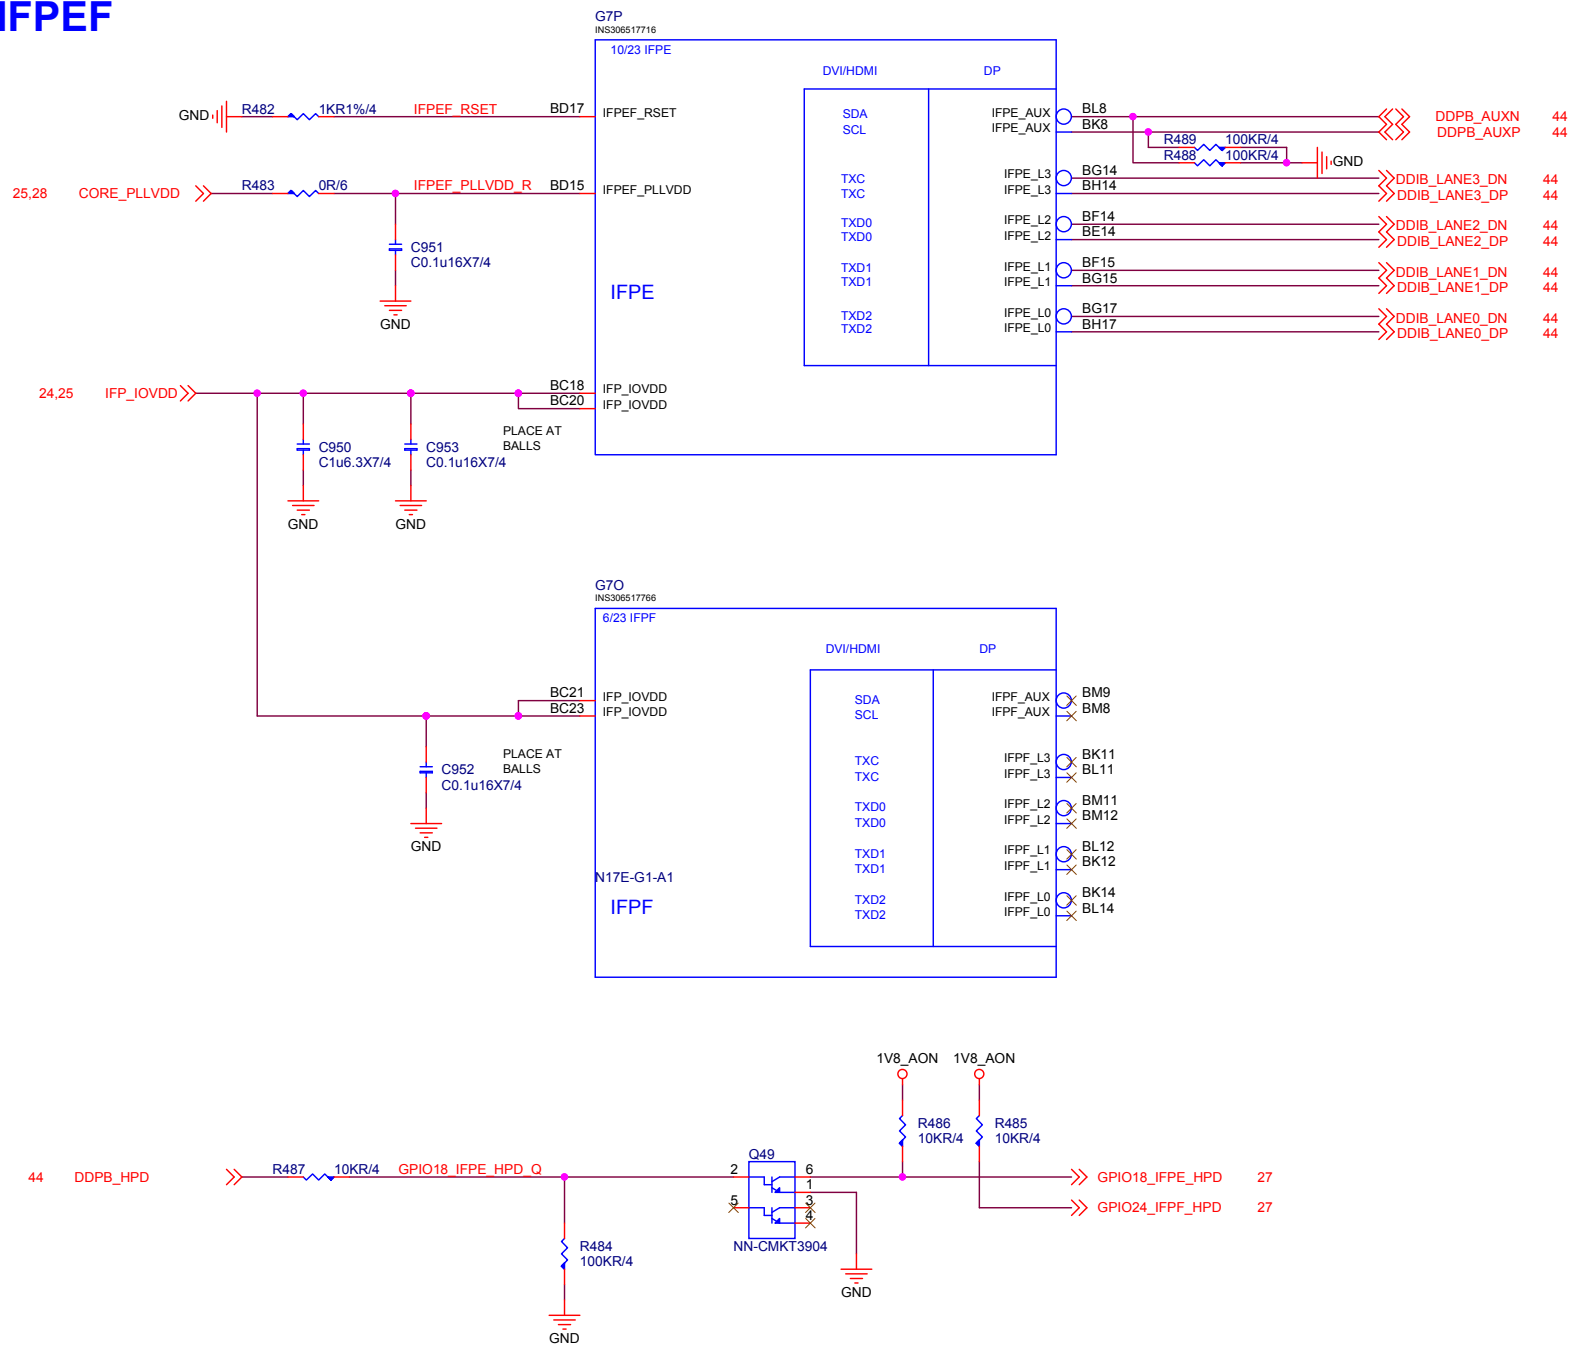 IFPEF
G7P
INS306517716
10/23 IFPE
DVI/HDMI DP
GND R482 1KR1%/4 IFPEF_RSET BD17 IFPEF_RSET SDA IFPE_AUX BL8 DDPB_AUXN 44
SCL IFPE_AUX BK8 DDPB_AUXP 44
R489 100KR/4
R488 100KR/4 GND
TXC IFPE_L3 BG14 DDIB_LANE3_DN 44
25,28 CORE_PLLVDD R483 0R/6 IFPEF_PLLVDD_R BD15 IFPEF_PLLVDD TXC IFPE_L3 BH14 DDIB_LANE3_DP 44
TXD0 IFPE_L2 BF14 DDIB_LANE2_DN 44
TXD0 IFPE_L2 BE14 DDIB_LANE2_DP 44
C951
C0.1u16X7/4
TXD1 IFPE_L1 BF15 DDIB_LANE1_DN 44
TXD1 IFPE_L1 BG15 DDIB_LANE1_DP 44
IFPE
GND
TXD2 IFPE_L0 BG17 DDIB_LANE0_DN 44
TXD2 IFPE_L0 BH17 DDIB_LANE0_DP 44
24,25 IFP_IOVDD BC18 IFP_IOVDD
BC20 IFP_IOVDD
PLACE AT
BALLS
C950
C1u6.3X7/4
C953
C0.1u16X7/4
GND GND
G7O
INS306517766
6/23 IFPF
DVI/HDMI DP
BC21 IFP_IOVDD SDA IFPF_AUX BM9
BC23 IFP_IOVDD SCL IFPF_AUX BM8
PLACE AT
BALLS
C952
C0.1u16X7/4
GND
TXC IFPF_L3 BK11
TXC IFPF_L3 BL11
TXD0 IFPF_L2 BM11
TXD0 IFPF_L2 BM12
TXD1 IFPF_L1 BL12
TXD1 IFPF_L1 BK12
N17E-G1-A1
IFPF
TXD2 IFPF_L0 BK14
TXD2 IFPF_L0 BL14
1V8_AON 1V8_AON
R486
10KR/4
R485
10KR/4
44 DDPB_HPD R487 10KR/4 GPIO18_IFPE_HPD_Q 2 Q49 6 GPIO18_IFPE_HPD 27
1
5 3 GPIO24_IFPF_HPD 27
4
NN-CMKT3904
R484
100KR/4
GND
GND